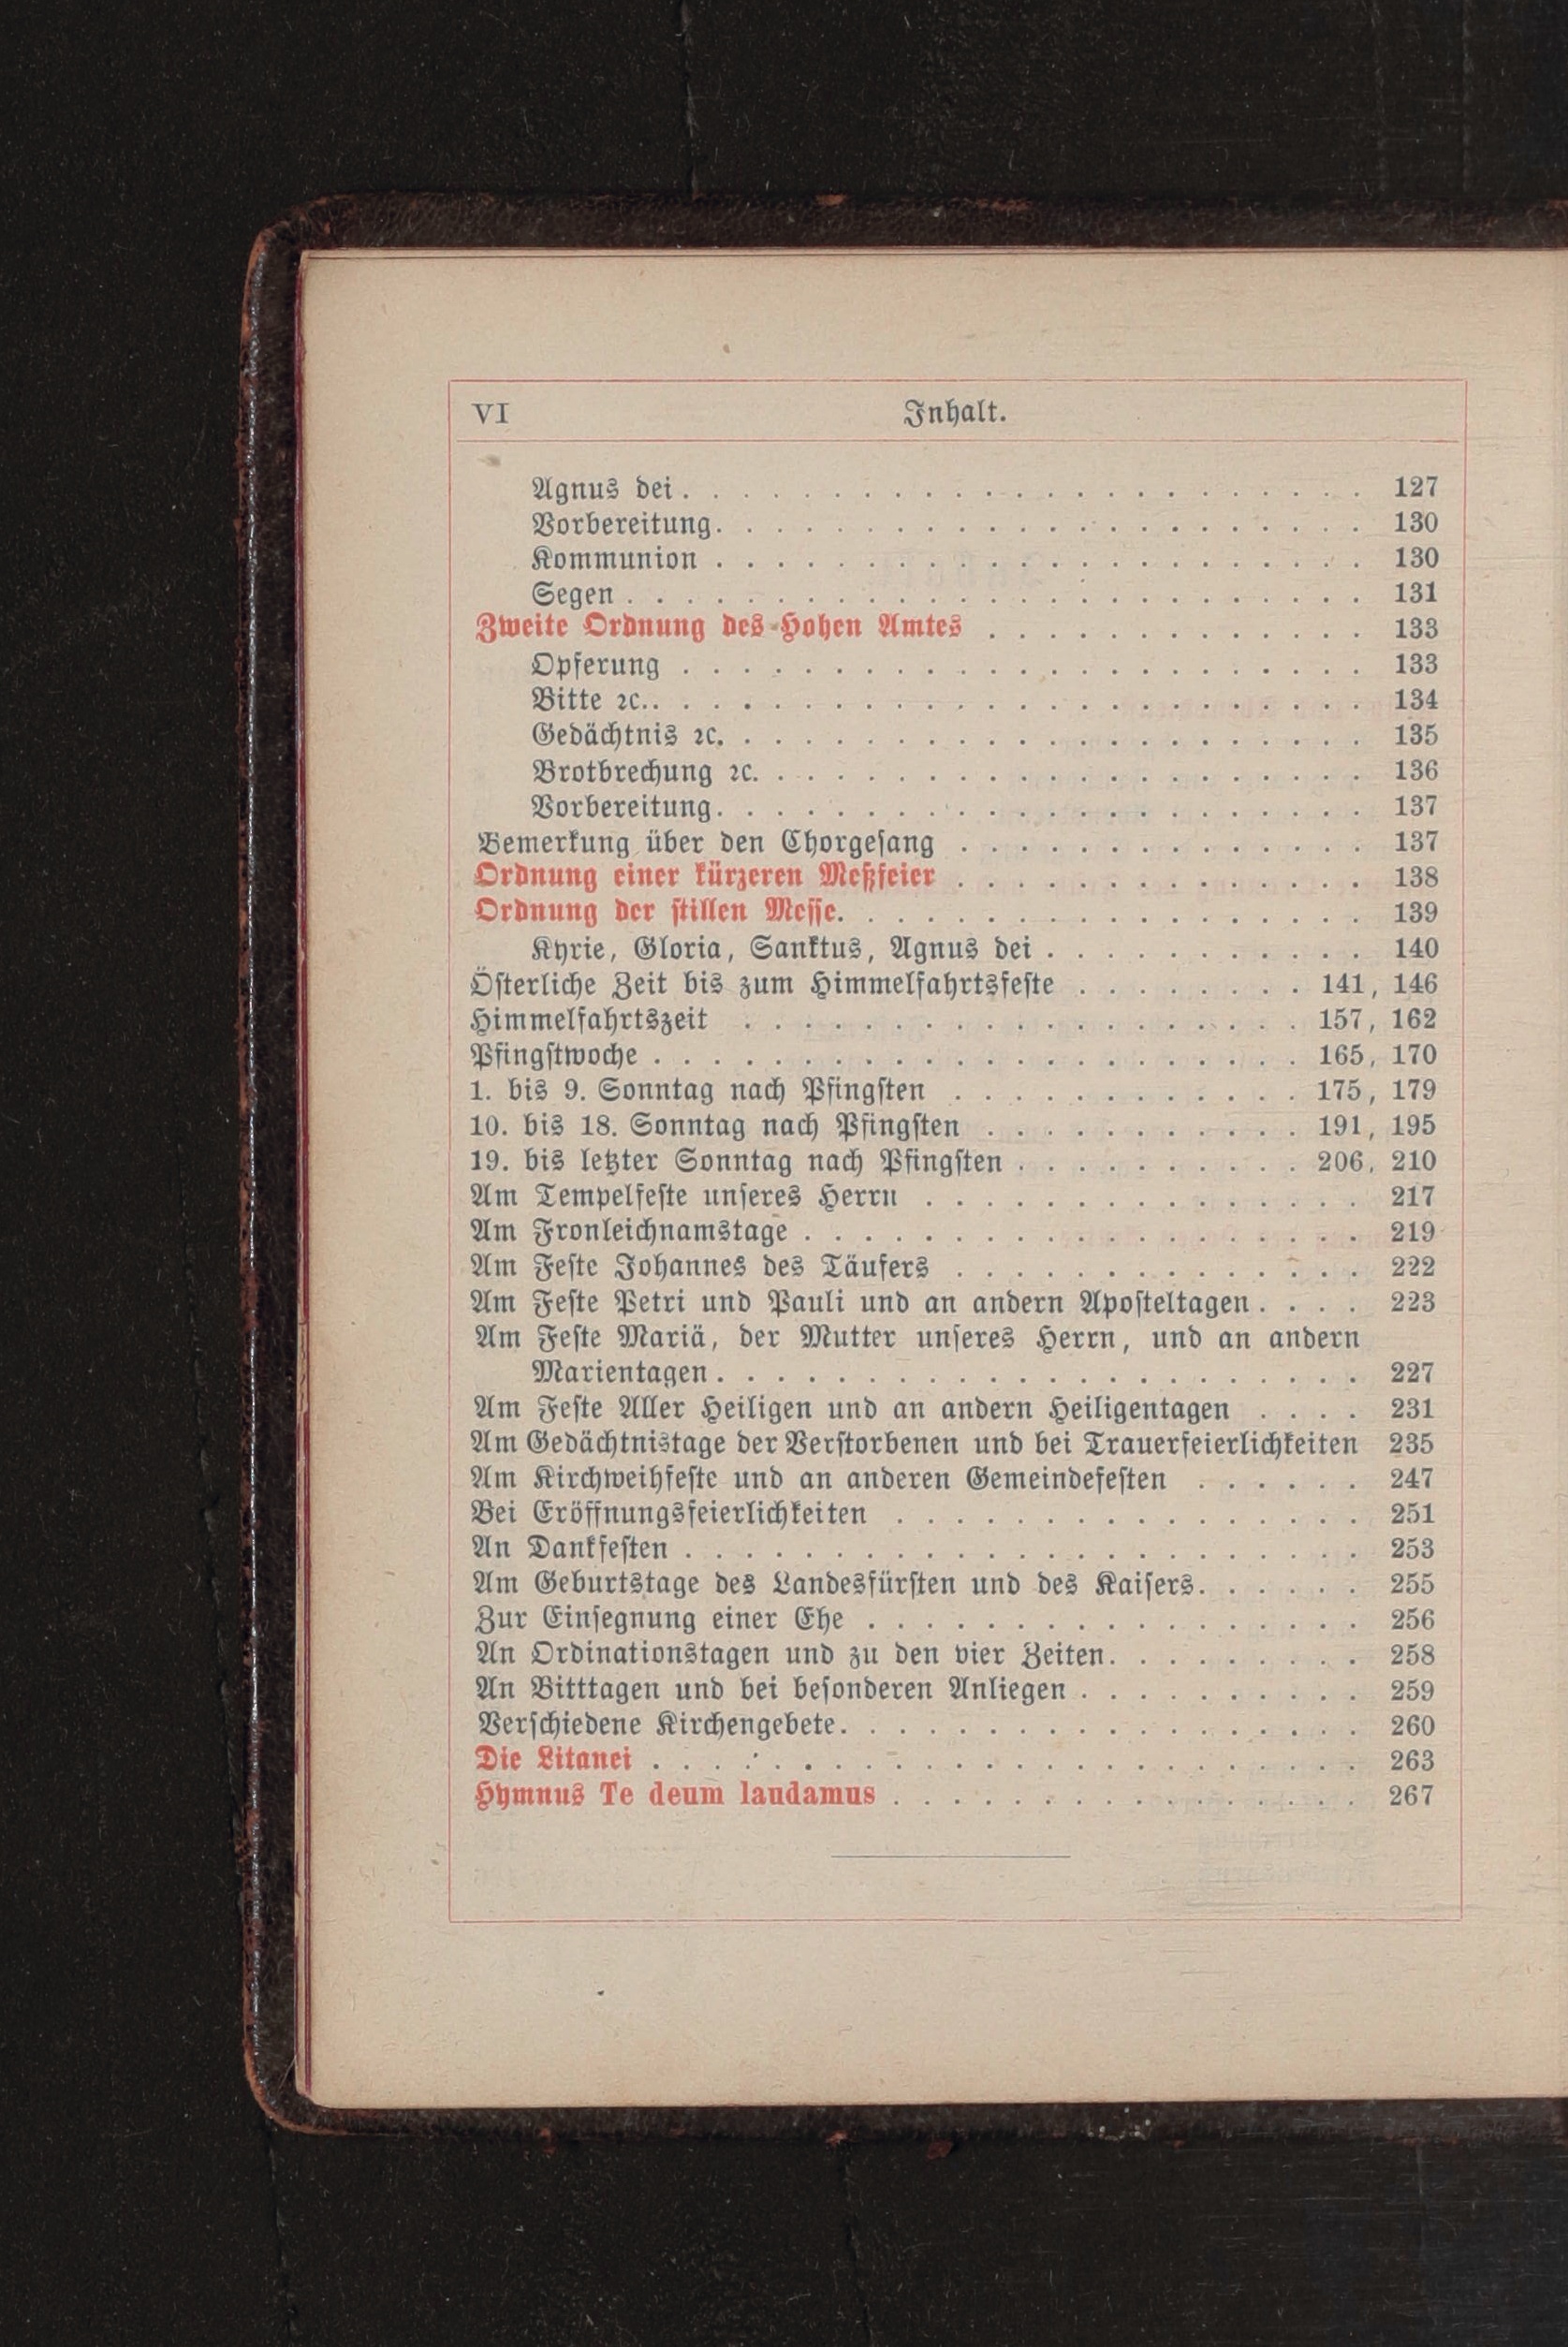 VI Inhalt.
Agnus dei . . . . . . . . . . . . . . . . . . . . . . . 127
Vorbereitung . . . . . . . . . . . . . . . . . . . . . . 130
Kommunion . . . . . . . . . . . . . . . . . . . . . . 130
Segen . . . . . . . . . . . . . . . . . . . . . . . . . 131
Zweite Ordnung des Hohen Amtes . . . . . . . . . . . . . 133
Opferung . . . . . . . . . . . . . . . . . . . . . . . 133
Bitte ꝛc. . . . . . . . . . . . . . . . . . . . . . . . . 134
Gedächtnis ꝛc. . . . . . . . . . . . . . . . . . . . . . 135
Brotbrechung ꝛc. . . . . . . . . . . . . . . . . . . . . 136
Vorbereitung . . . . . . . . . . . . . . . . . . . . . . 137
Bemerkung über den Chorgeſang . . . . . . . . . . . . . . 137
Ordnung einer kürzeren Meßfeier . . . . . . . . . . . . . . 138
Ordnung der ſtillen Meſſe . . . . . . . . . . . . . . . . . . 139
Kyrie, Gloria, Sanktus, Agnus dei . . . . . . . . . . . 140
Öſterliche Zeit bis zum Himmelfahrtsfeſte . . . . . . . . 141, 146
Himmelfahrtszeit . . . . . . . . . . . . . . . . . . . 157, 162
Pfingſtwoche . . . . . . . . . . . . . . . . . . . . . . 165, 170
1. bis 9. Sonntag nach Pfingſten . . . . . . . . . . . . 175, 179
10. bis 18. Sonntag nach Pfingſten . . . . . . . . . . . 191, 195
19. bis letzter Sonntag nach Pfingſten . . . . . . . . . . 206, 210
Am Tempelfeſte unſeres Herrn . . . . . . . . . . . . . . . 217
Am Fronleichnamstage . . . . . . . . . . . . . . . . . . . 219
Am Feſte Johannes des Täufers . . . . . . . . . . . . . . 222
Am Feſte Petri und Pauli und an andern Apoſteltagen . . . . 223
Am Feſte Mariä, der Mutter unſeres Herrn, und an andern
Marientagen . . . . . . . . . . . . . . . . . . . . . . 227
Am Feſte Aller Heiligen und an andern Heiligentagen . . . . 231
Am Gedächtnistage der Verſtorbenen und bei Trauerfeierlichkeiten 235
Am Kirchweihfeſte und an anderen Gemeindefeſten . . . . . . 247
Bei Eröffnungsfeierlichkeiten . . . . . . . . . . . . . . . . 251
An Dankfeſten . . . . . . . . . . . . . . . . . . . . . . . 253
Am Geburtstage des Landesfürſten und des Kaiſers . . . . . . 255
Zur Einſegnung einer Ehe . . . . . . . . . . . . . . . . . 256
An Ordinationstagen und zu den vier Zeiten . . . . . . . . . 258
An Bitttagen und bei beſonderen Anliegen . . . . . . . . . . 259
Verſchiedene Kirchengebete . . . . . . . . . . . . . . . . . . 260
Die Litanei . . . . . . . . . . . . . . . . . . . . . . . . 263
Hymnus Te deum laudamus . . . . . . . . . . . . . . . . 267